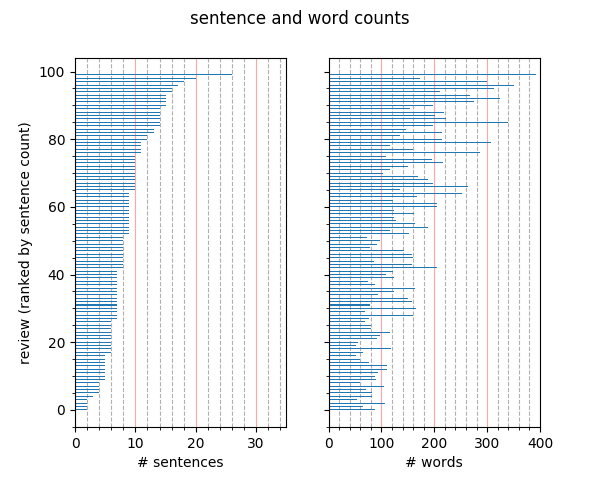 sentence and word counts
review (ranked by sentence count)
100
80
60
40
20
0
0 10 20 30
# sentences
0 100 200 300 400
# words